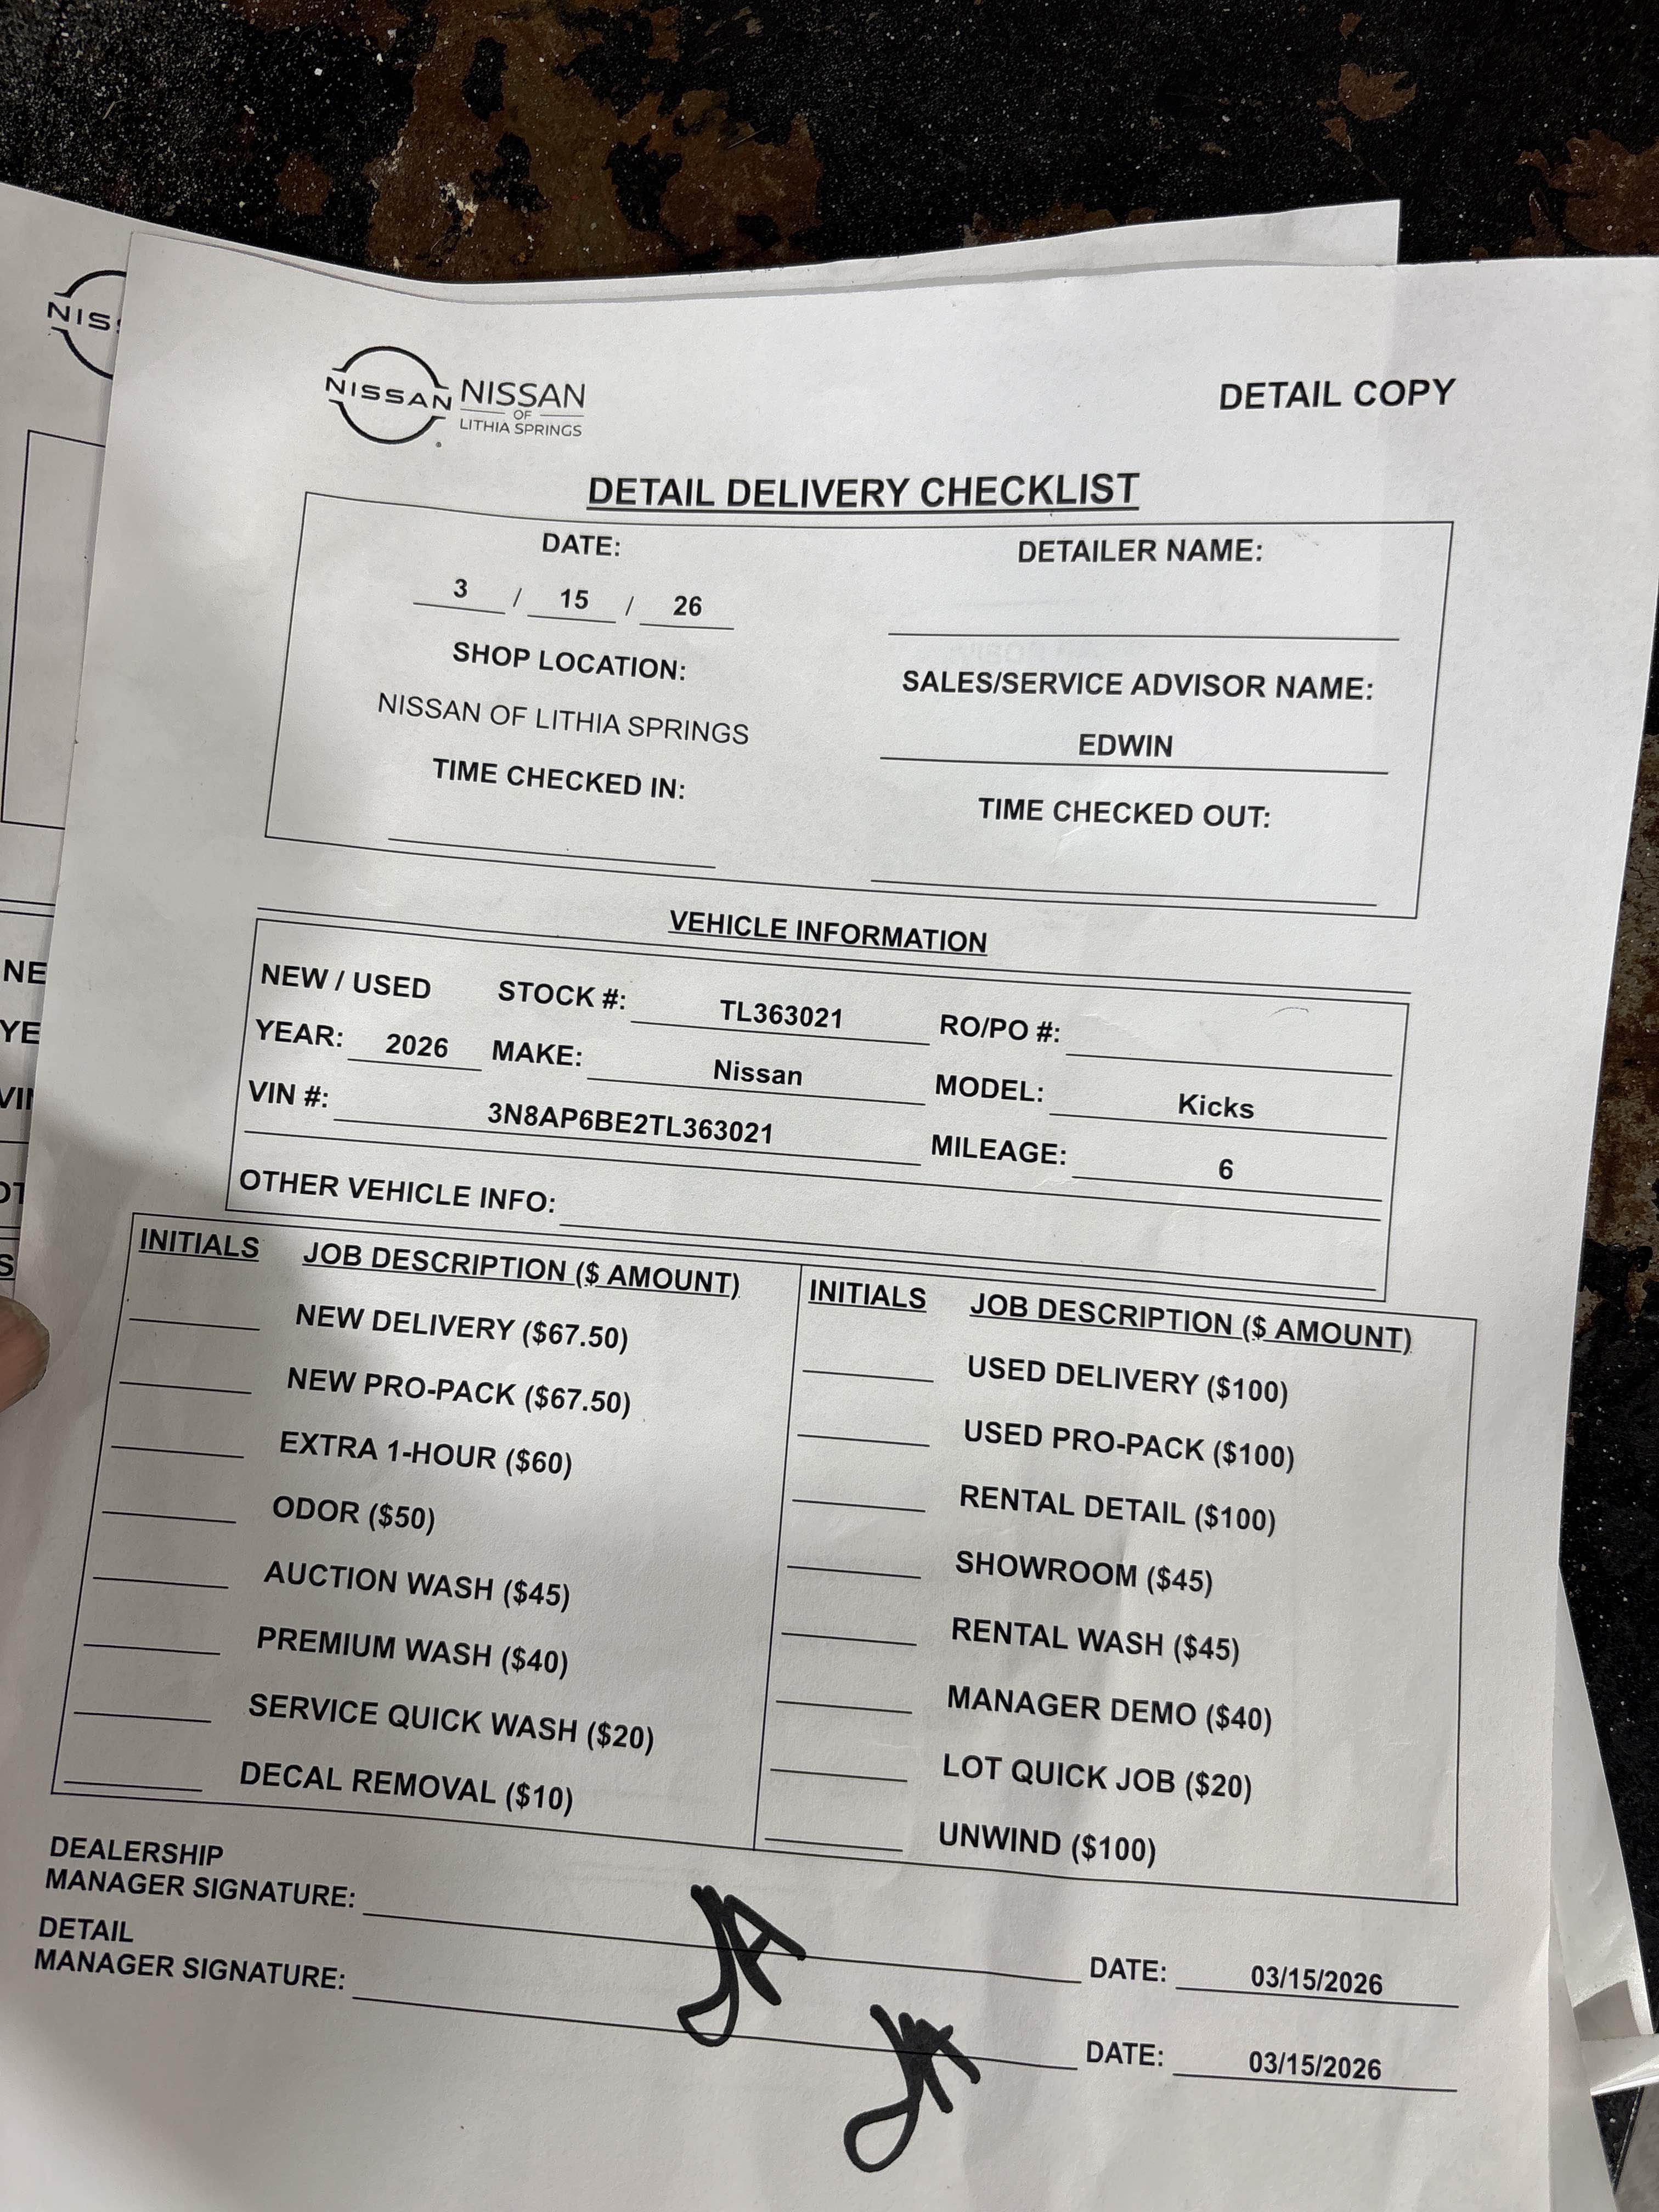 NISSAN NISSAN
OF
LITHIA SPRINGS
DETAIL COPY
DETAIL DELIVERY CHECKLIST
DATE:
3 / 15 / 26
DETAILER NAME:
SHOP LOCATION:
NISSAN OF LITHIA SPRINGS
SALES/SERVICE ADVISOR NAME:
EDWIN
TIME CHECKED IN:
TIME CHECKED OUT:
VEHICLE INFORMATION
NEW / USED STOCK #: TL363021 RO/PO #:
YEAR: 2026 MAKE: Nissan MODEL: Kicks
VIN #: 3N8AP6BE2TL363021 MILEAGE: 6
OTHER VEHICLE INFO:
INITIALS JOB DESCRIPTION ($ AMOUNT)
NEW DELIVERY ($67.50)
NEW PRO-PACK ($67.50)
EXTRA 1-HOUR ($60)
ODOR ($50)
AUCTION WASH ($45)
PREMIUM WASH ($40)
SERVICE QUICK WASH ($20)
DECAL REMOVAL ($10)
INITIALS JOB DESCRIPTION ($ AMOUNT)
USED DELIVERY ($100)
USED PRO-PACK ($100)
RENTAL DETAIL ($100)
SHOWROOM ($45)
RENTAL WASH ($45)
MANAGER DEMO ($40)
LOT QUICK JOB ($20)
UNWIND ($100)
DEALERSHIP
MANAGER SIGNATURE: JA DATE: 03/15/2026
DETAIL
MANAGER SIGNATURE: JA DATE: 03/15/2026
NIS
NE
YE